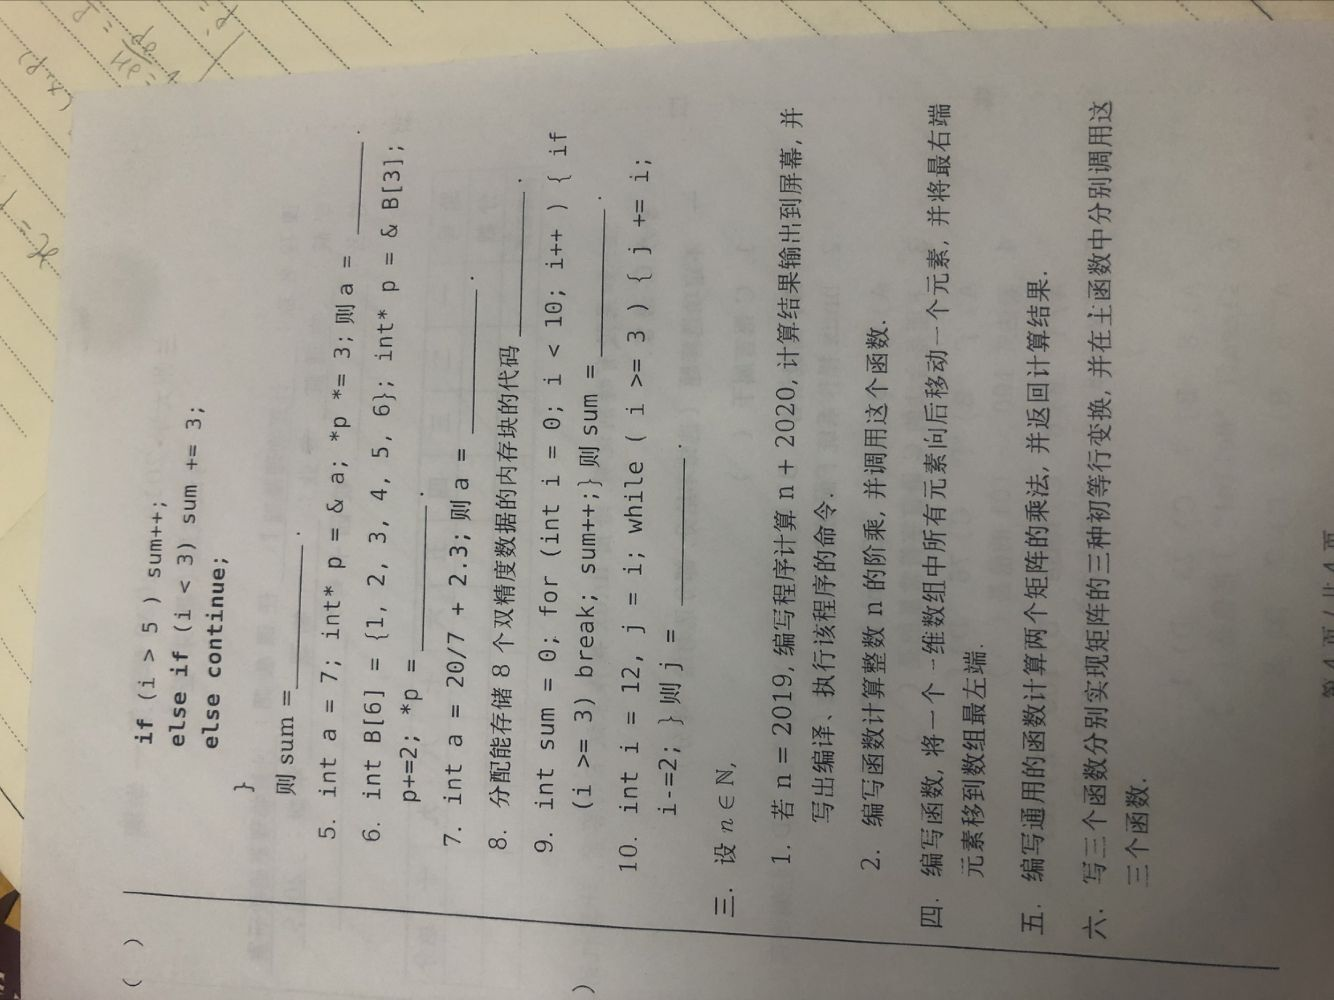 if (i > 5 ) sum++;
else if (i < 3) sum += 3;
else continue;
}
则 sum = ________.
5. int a = 7; int* p = & a; *p *= 3; 则 a = ________.
6. int B[6] = {1, 2, 3, 4, 5, 6}; int* p = & B[3];
p+=2; *p = ________.
7. int a = 20/7 + 2.3; 则 a = ________.
8. 分配能存储 8 个双精度数据的内存块的代码 ________.
9. int sum = 0; for (int i = 0; i < 10; i++ ) { if
(i >= 3) break; sum++;} 则 sum = ________.
10. int i = 12, j = i; while ( i >= 3 ) { j += i;
i-=2; } 则 j = ________.
三. 设 n ∈ ℕ,
1. 若 n = 2019, 编写程序计算 n + 2020, 计算结果输出到屏幕, 并
写出编译、执行该程序的命令.
2. 编写函数计算整数 n 的阶乘, 并调用这个函数.
四. 编写函数, 将一个一维数组中所有元素向后移动一个元素, 并将最右端
元素移到数组最左端.
五. 编写通用的函数计算两个矩阵的乘法, 并返回计算结果.
六. 写三个函数分别实现矩阵的三种初等行变换, 并在主函数中分别调用这
三个函数.
( )
)
第 4 页 / 共 4 页